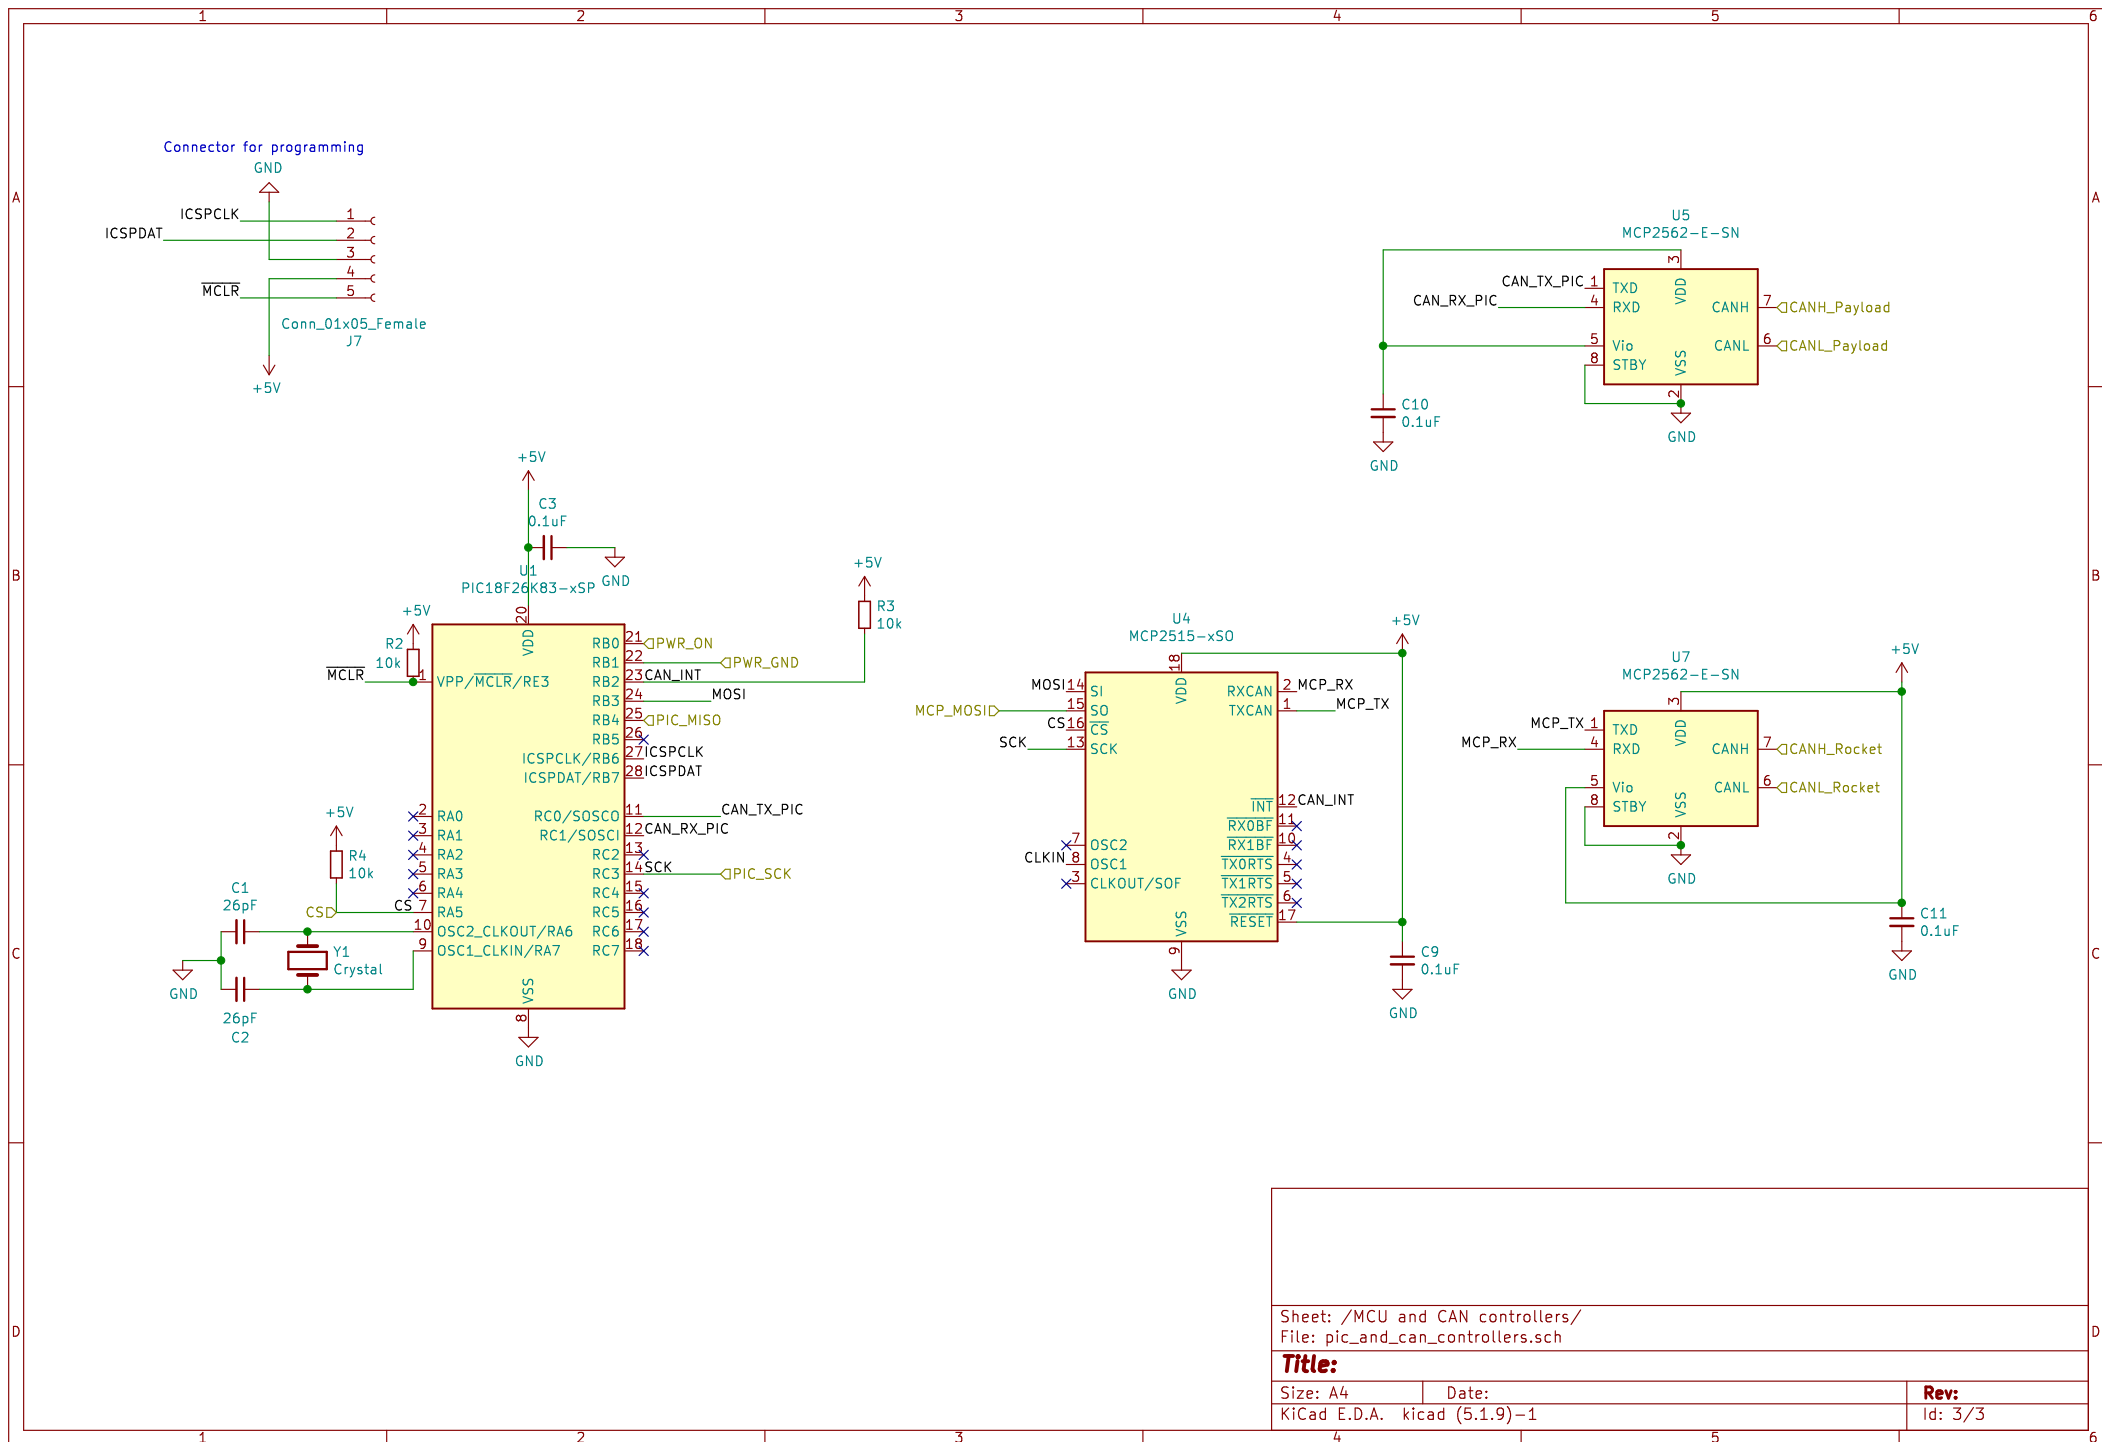 1 2 3 4 5 6
A
B
C
D
Connector for programming
GND
ICSPCLK 1
ICSPDAT 2
3
4
MCLR 5
Conn_01x05_Female
J7
+5V
U5
MCP2562-E-SN
3
VDD
CAN_TX_PIC 1 TXD
CAN_RX_PIC 4 RXD
CANH 7 CANH_Payload
5 Vio
CANL 6 CANL_Payload
8 STBY
VSS
2
GND
C10
0.1uF
GND
+5V
C3
0.1uF
GND
U1
PIC18F26K83-xSP
20
VDD
+5V
R2
10k
MCLR 1 VPP/MCLR/RE3
+5V
R3
10k
RB0 21 PWR_ON
RB1 22 PWR_GND
RB2 23 CAN_INT
RB3 24 MOSI
RB4 25 PIC_MISO
RB5 26
ICSPCLK/RB6 27 ICSPCLK
ICSPDAT/RB7 28 ICSPDAT
2 RA0
3 RA1
4 RA2
5 RA3
6 RA4
CS CS 7 RA5
10 OSC2_CLKOUT/RA6
9 OSC1_CLKIN/RA7
RC0/SOSCO 11 CAN_TX_PIC
RC1/SOSCI 12 CAN_RX_PIC
RC2 13
RC3 14 SCK PIC_SCK
RC4 15
RC5 16
RC6 17
RC7 18
VSS
8
GND
+5V
R4
10k
C1
26pF
Y1
Crystal
GND
26pF
C2
U4
MCP2515-xSO
+5V
18
VDD
MOSI 14 SI
MCP_MOSI 15 SO
CS 16 CS
SCK 13 SCK
7 OSC2
CLKIN 8 OSC1
3 CLKOUT/SOF
RXCAN 2 MCP_RX
TXCAN 1 MCP_TX
INT 12 CAN_INT
RX0BF 11
RX1BF 10
TX0RTS 4
TX1RTS 5
TX2RTS 6
RESET 17
VSS
9
GND
C9
0.1uF
GND
U7
MCP2562-E-SN
+5V
3
VDD
MCP_TX 1 TXD
MCP_RX 4 RXD
CANH 7 CANH_Rocket
5 Vio
CANL 6 CANL_Rocket
8 STBY
VSS
2
GND
C11
0.1uF
GND
Sheet: /MCU and CAN controllers/
File: pic_and_can_controllers.sch
Title:
Size: A4 Date: Rev:
KiCad E.D.A. kicad (5.1.9)-1 Id: 3/3
A
B
C
D
1 2 3 4 5 6